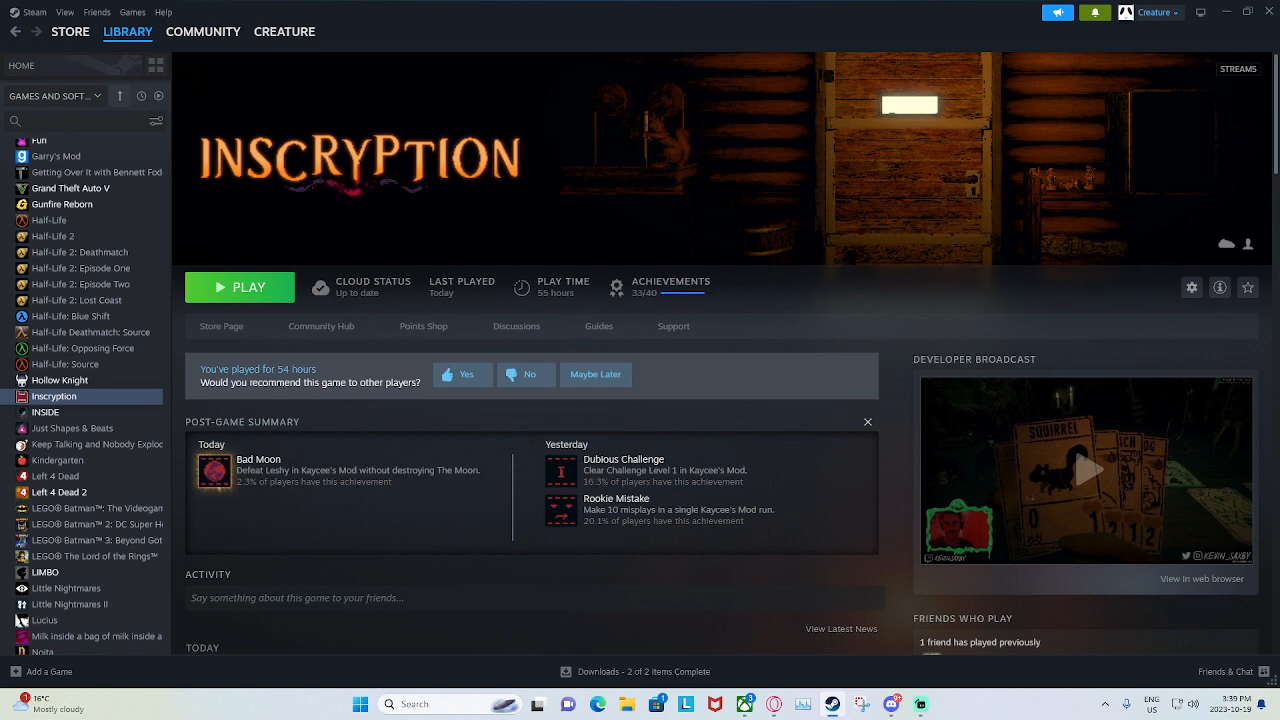 Steam View Friends Games Help
Creature
STORE LIBRARY COMMUNITY CREATURE
HOME
GAMES AND SOFT...
Fun
Garry's Mod
Getting Over It with Bennett Fod
Grand Theft Auto V
Gunfire Reborn
Half-Life
Half-Life 2
Half-Life 2: Deathmatch
Half-Life 2: Episode One
Half-Life 2: Episode Two
Half-Life 2: Lost Coast
Half-Life: Blue Shift
Half-Life Deathmatch: Source
Half-Life: Opposing Force
Half-Life: Source
Hollow Knight
Inscryption
INSIDE
Just Shapes & Beats
Keep Talking and Nobody Explod
Kindergarten
Left 4 Dead
Left 4 Dead 2
LEGO® Batman™: The Videogam
LEGO® Batman™ 2: DC Super He
LEGO® Batman™ 3: Beyond Got
LEGO® The Lord of the Rings™
LIMBO
Little Nightmares
Little Nightmares II
Lucius
Milk inside a bag of milk inside a
Noita
STREAMS
INSCRYPTION
PLAY
CLOUD STATUS
Up to date
LAST PLAYED
Today
PLAY TIME
55 hours
ACHIEVEMENTS
33/40
Store Page Community Hub Points Shop Discussions Guides Support
You've played for 54 hours
Would you recommend this game to other players?
Yes No Maybe Later
POST-GAME SUMMARY
Today
Bad Moon
Defeat Leshy in Kaycee's Mod without destroying The Moon.
2.3% of players have this achievement
Yesterday
Dubious Challenge
Clear Challenge Level 1 in Kaycee's Mod.
16.3% of players have this achievement
Rookie Mistake
Make 10 misplays in a single Kaycee's Mod run.
20.1% of players have this achievement
ACTIVITY
Say something about this game to your friends...
View Latest News
TODAY
DEVELOPER BROADCAST
SQUIRREL
KEVIN_SAXBY
KEVIN_SAXBY
View in web browser
FRIENDS WHO PLAY
1 friend has played previously
Add a Game
Downloads - 2 of 2 Items Complete
Friends & Chat
1
Mostly cloudy
Search
3
ENG
US
3:39 PM
2023-10-19